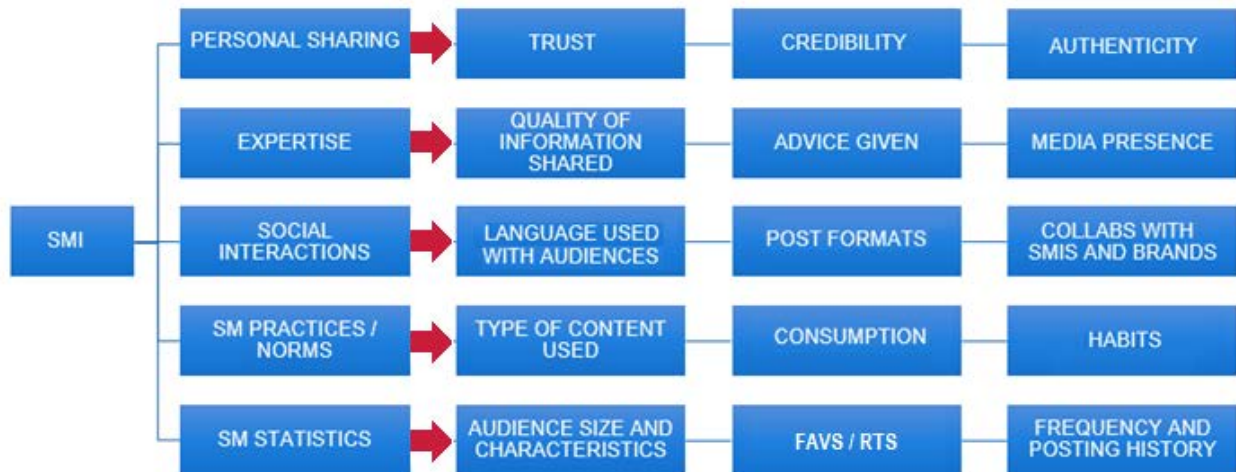 PERSONAL SHARING
TRUST
CREDIBILITY
AUTHENTICITY
EXPERTISE
QUALITY OF
INFORMATION
SHARED
ADVICE GIVEN
MEDIA PRESENCE
SMI
SOCIAL
INTERACTIONS
LANGUAGE USED
WITH AUDIENCES
POST FORMATS
COLLABS WITH
SMIS AND BRANDS
SM PRACTICES /
NORMS
TYPE OF CONTENT
USED
CONSUMPTION
HABITS
SM STATISTICS
AUDIENCE SIZE AND
CHARACTERISTICS
FAVS / RTS
FREQUENCY AND
POSTING HISTORY